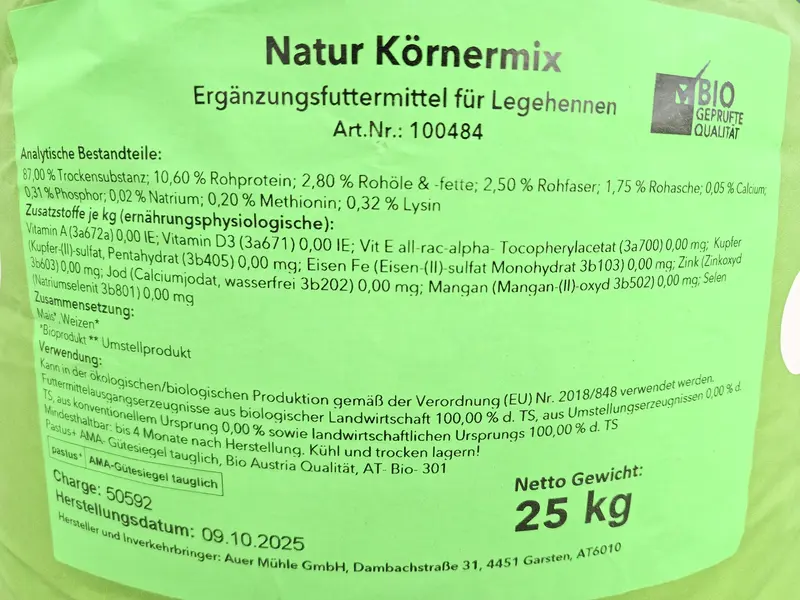 Natur Körnermix
Ergänzungsfuttermittel für Legehennen
Art.Nr.: 100484
BIO
GEPRÜFTE
QUALITÄT
Analytische Bestandteile:
87,00 % Trockensubstanz; 10,60 % Rohprotein; 2,80 % Rohöle & -fette; 2,50 % Rohfaser; 1,75 % Rohasche; 0,05 % Calcium;
0,31 % Phosphor; 0,02 % Natrium; 0,20 % Methionin; 0,32 % Lysin
Zusatzstoffe je kg (ernährungsphysiologische):
Vitamin A (3a672a) 0,00 IE; Vitamin D3 (3a671) 0,00 IE; Vit E all-rac-alpha- Tocopherylacetat (3a700) 0,00 mg; Kupfer
(Kupfer-(II)-sulfat, Pentahydrat (3b405) 0,00 mg; Eisen Fe (Eisen-(II)-sulfat Monohydrat 3b103) 0,00 mg; Zink (Zinkoxyd
3b603) 0,00 mg; Jod (Calciumjodat, wasserfrei 3b202) 0,00 mg; Mangan (Mangan-(II)-oxyd 3b502) 0,00 mg; Selen
(Natriumselenit 3b801) 0,00 mg
Zusammensetzung:
Mais*, Weizen*
*Bioprodukt ** Umstellprodukt
Verwendung:
Kann in der ökologischen/biologischen Produktion gemäß der Verordnung (EU) Nr. 2018/848 verwendet werden.
Futtermittelausgangserzeugnisse aus biologischer Landwirtschaft 100,00 % d. TS, aus Umstellungserzeugnissen 0,00 % d.
TS, aus konventionellem Ursprung 0,00 % sowie landwirtschaftlichen Ursprungs 100,00 % d. TS
Mindesthaltbar: bis 4 Monate nach Herstellung. Kühl und trocken lagern!
Pastus+ AMA- Gütesiegel tauglich, Bio Austria Qualität, AT- Bio- 301
pastus+ AMA-Gütesiegel tauglich
Netto Gewicht:
25 kg
Charge: 50592
Herstellungsdatum: 09.10.2025
Hersteller und Inverkehrbringer: Auer Mühle GmbH, Dambachstraße 31, 4451 Garsten, AT6010